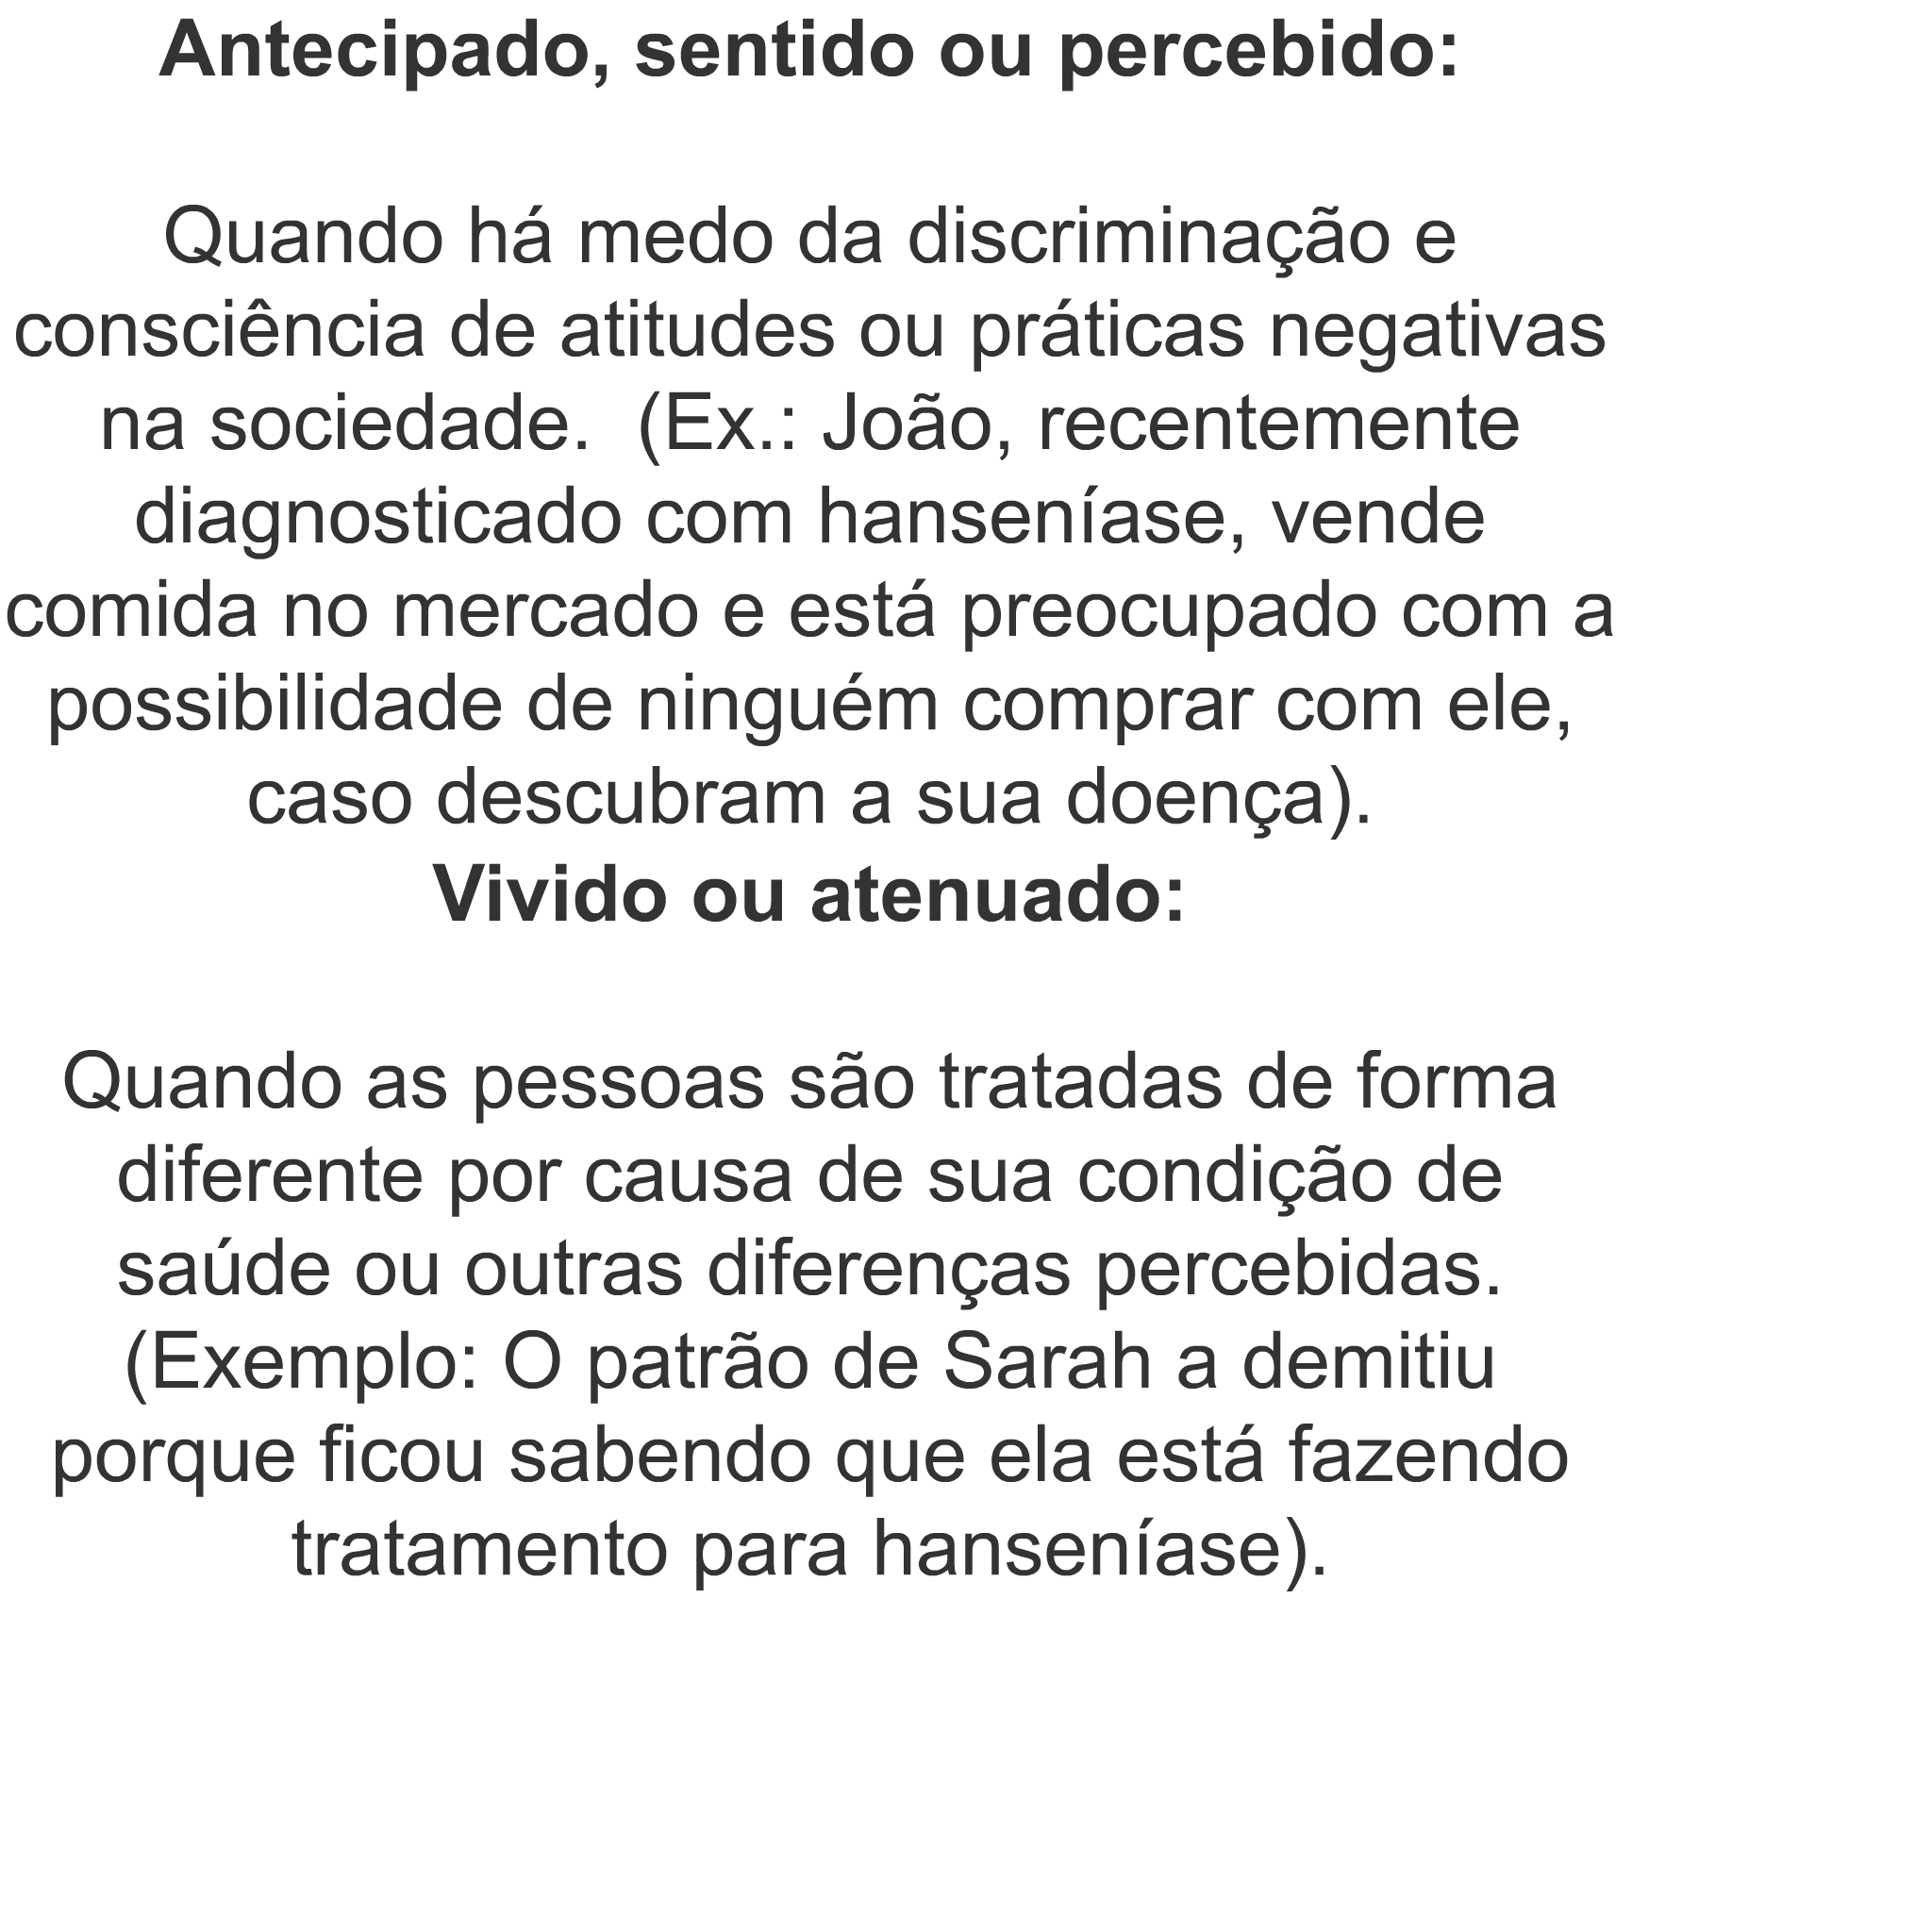 Antecipado, sentido ou percebido:
Quando há medo da discriminação e
consciência de atitudes ou práticas negativas
na sociedade.  (Ex.: João, recentemente
diagnosticado com hanseníase, vende
comida no mercado e está preocupado com a
possibilidade de ninguém comprar com ele,
caso descubram a sua doença).
Vivido ou atenuado:
Quando as pessoas são tratadas de forma
diferente por causa de sua condição de
saúde ou outras diferenças percebidas.
(Exemplo: O patrão de Sarah a demitiu
porque ficou sabendo que ela está fazendo
tratamento para hanseníase).